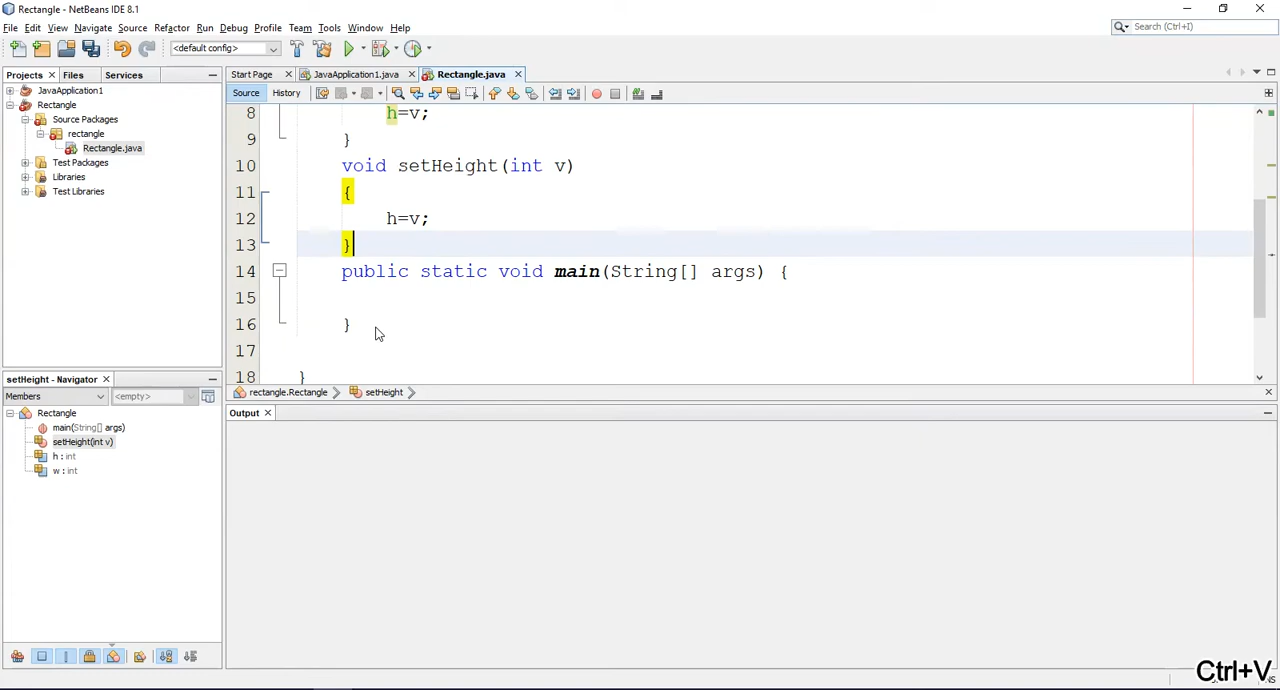 Rectangle - NetBeans IDE 8.1
File Edit View Navigate Source Refactor Run Debug Profile Team Tools Window Help
Search (Ctrl+I)
<default config>
Projects Files Services
Start Page JavaApplication1.java Rectangle.java
Source History
JavaApplication1
Rectangle
Source Packages
rectangle
Rectangle.java
Test Packages
Libraries
Test Libraries
8 h=v;
9 }
10 void setHeight(int v)
11 {
12 h=v;
13 }
14 public static void main(String[] args) {
15
16 }
17
18 }
rectangle.Rectangle setHeight
setHeight - Navigator
Members <empty>
Rectangle
main(String[] args)
setHeight(int v)
h : int
w : int
Output
Ctrl+V